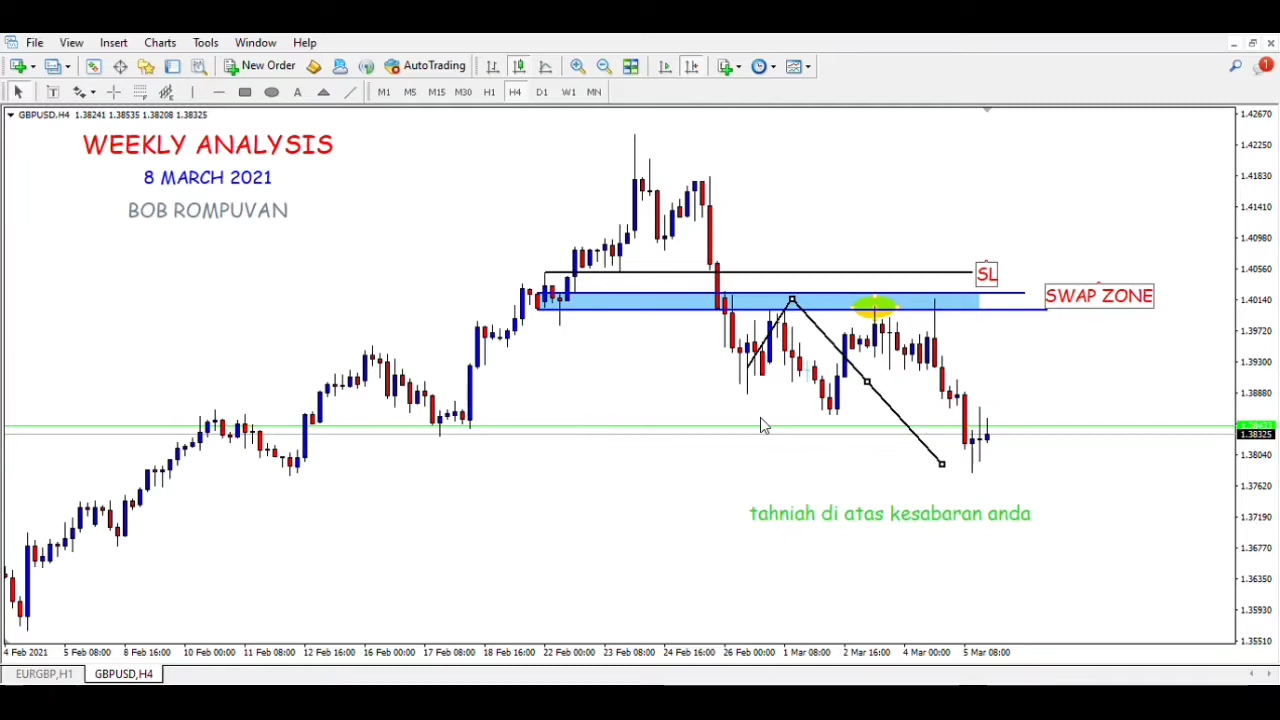 File View Insert Charts Tools Window Help
New Order AutoTrading 1
A M1 M5 M15 M30 H1 H4 D1 W1 MN
GBPUSD,H4 1.38241 1.38535 1.38208 1.38325
WEEKLY ANALYSIS
8 MARCH 2021
BOB ROMPUVAN
SL
SWAP ZONE
tahniah di atas kesabaran anda
1.42670
1.42250
1.41830
1.41410
1.40980
1.40560
1.40140
1.39720
1.39300
1.38880
1.38325
1.38040
1.37620
1.37190
1.36770
1.36350
1.35930
1.35510
4 Feb 2021 5 Feb 08:00 8 Feb 16:00 10 Feb 00:00 11 Feb 08:00 12 Feb 16:00 16 Feb 00:00 17 Feb 08:00 18 Feb 16:00 22 Feb 00:00 23 Feb 08:00 24 Feb 16:00 26 Feb 00:00 1 Mar 08:00 2 Mar 16:00 4 Mar 00:00 5 Mar 08:00
EURGBP,H1 GBPUSD,H4